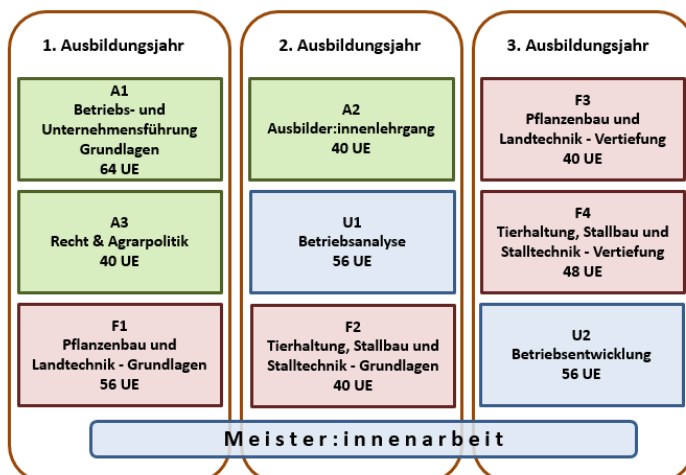 1. Ausbildungsjahr
A1
Betriebs- und
Unternehmensführung
Grundlagen
64 UE
A3
Recht & Agrarpolitik
40 UE
F1
Pflanzenbau und
Landtechnik - Grundlagen
56 UE
2. Ausbildungsjahr
A2
Ausbilder:innenlehrgang
40 UE
U1
Betriebsanalyse
56 UE
F2
Tierhaltung, Stallbau und
Stalltechnik - Grundlagen
40 UE
3. Ausbildungsjahr
F3
Pflanzenbau und
Landtechnik - Vertiefung
40 UE
F4
Tierhaltung, Stallbau und
Stalltechnik - Vertiefung
48 UE
U2
Betriebsentwicklung
56 UE
Meister:innenarbeit